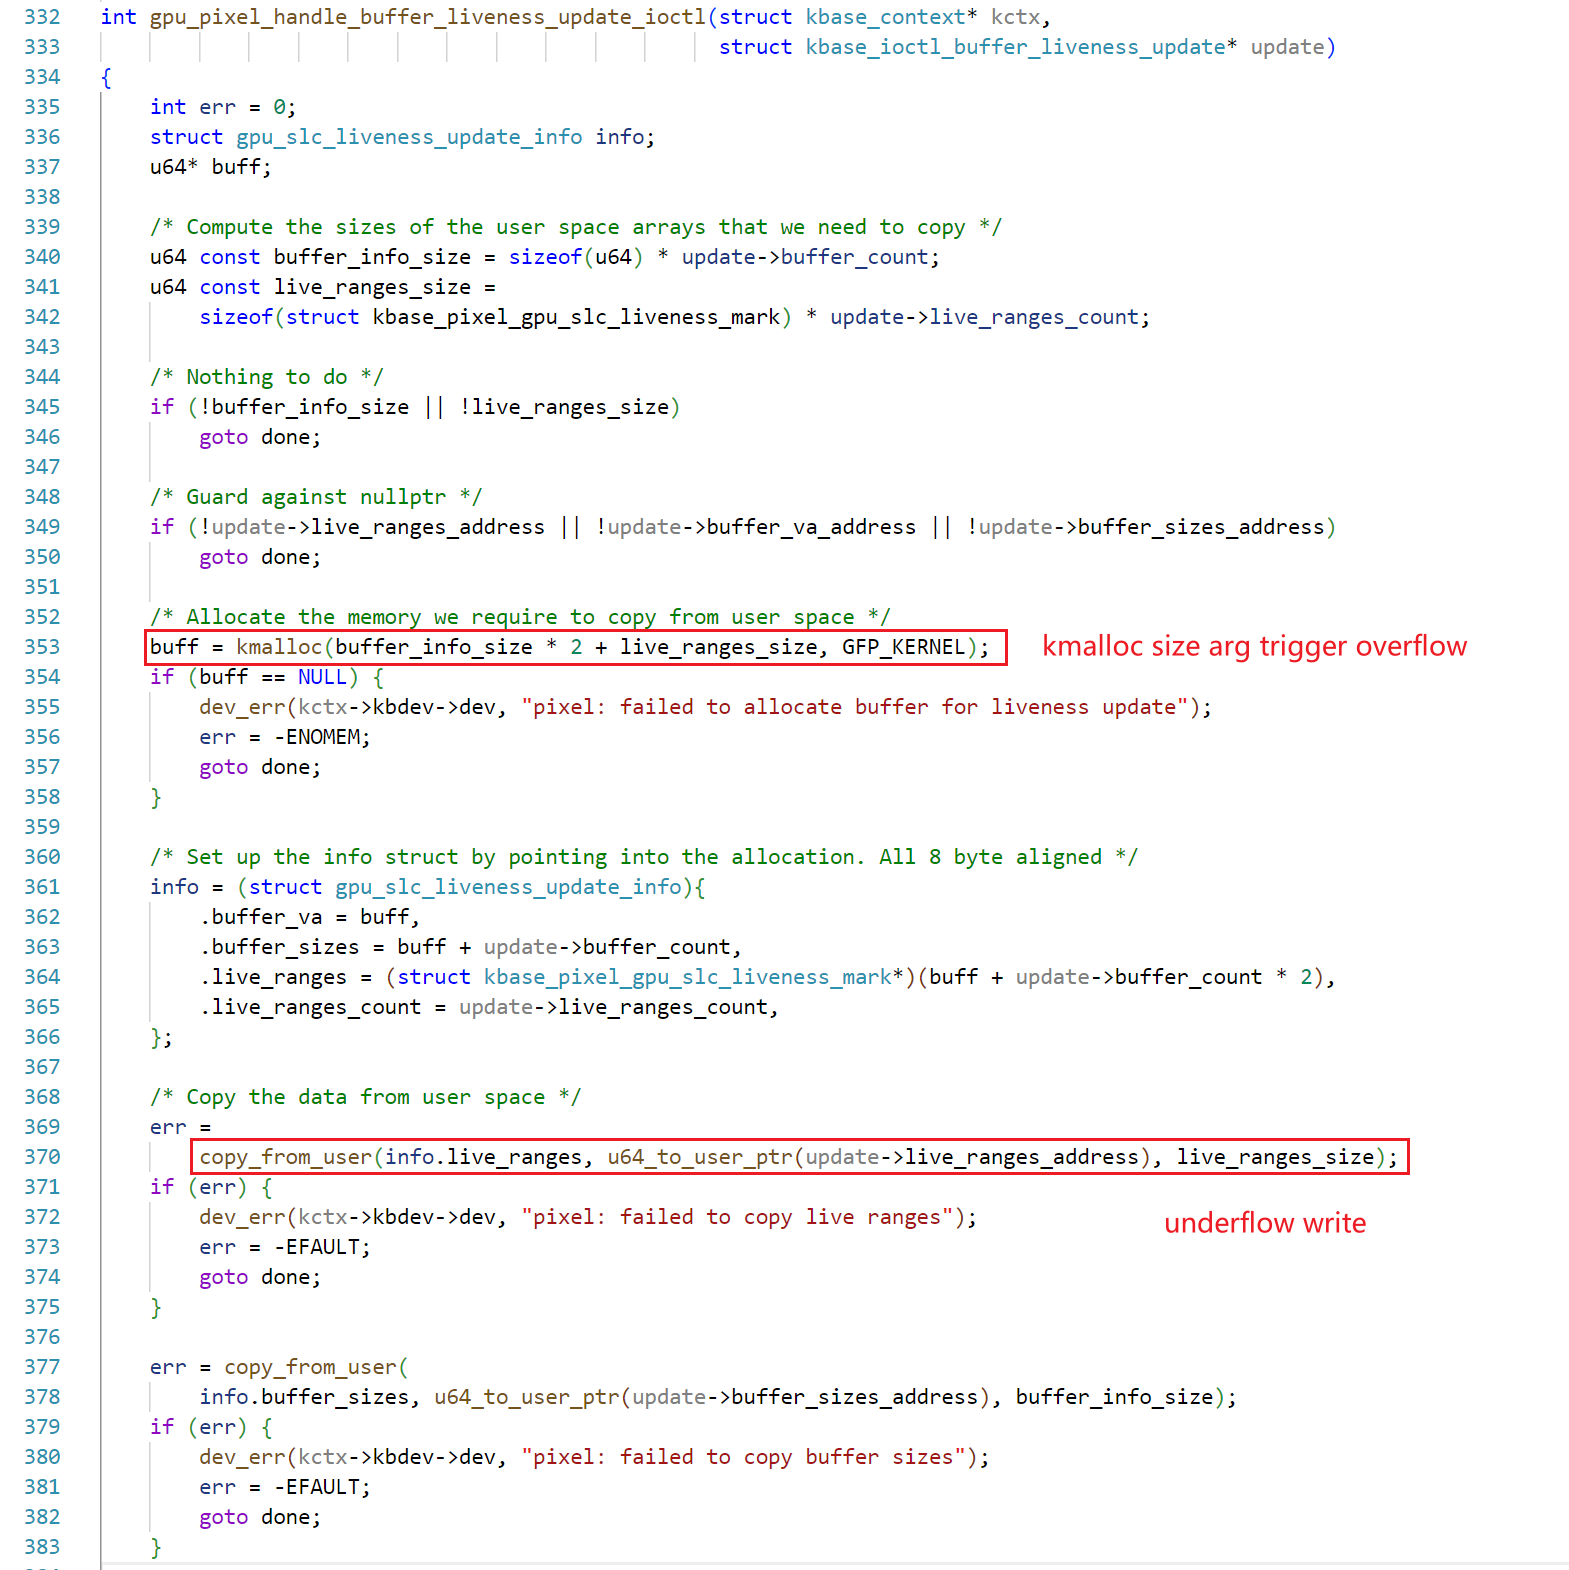 332 int gpu_pixel_handle_buffer_liveness_update_ioctl(struct kbase_context* kctx,
333 struct kbase_ioctl_buffer_liveness_update* update)
334 {
335 int err = 0;
336 struct gpu_slc_liveness_update_info info;
337 u64* buff;
338
339 /* Compute the sizes of the user space arrays that we need to copy */
340 u64 const buffer_info_size = sizeof(u64) * update->buffer_count;
341 u64 const live_ranges_size =
342 sizeof(struct kbase_pixel_gpu_slc_liveness_mark) * update->live_ranges_count;
343
344 /* Nothing to do */
345 if (!buffer_info_size || !live_ranges_size)
346 goto done;
347
348 /* Guard against nullptr */
349 if (!update->live_ranges_address || !update->buffer_va_address || !update->buffer_sizes_address)
350 goto done;
351
352 /* Allocate the memory we require to copy from user space */
353 buff = kmalloc(buffer_info_size * 2 + live_ranges_size, GFP_KERNEL); kmalloc size arg trigger overflow
354 if (buff == NULL) {
355 dev_err(kctx->kbdev->dev, "pixel: failed to allocate buffer for liveness update");
356 err = -ENOMEM;
357 goto done;
358 }
359
360 /* Set up the info struct by pointing into the allocation. All 8 byte aligned */
361 info = (struct gpu_slc_liveness_update_info){
362 .buffer_va = buff,
363 .buffer_sizes = buff + update->buffer_count,
364 .live_ranges = (struct kbase_pixel_gpu_slc_liveness_mark*)(buff + update->buffer_count * 2),
365 .live_ranges_count = update->live_ranges_count,
366 };
367
368 /* Copy the data from user space */
369 err =
370 copy_from_user(info.live_ranges, u64_to_user_ptr(update->live_ranges_address), live_ranges_size);
371 if (err) {
372 dev_err(kctx->kbdev->dev, "pixel: failed to copy live ranges"); underflow write
373 err = -EFAULT;
374 goto done;
375 }
376
377 err = copy_from_user(
378 info.buffer_sizes, u64_to_user_ptr(update->buffer_sizes_address), buffer_info_size);
379 if (err) {
380 dev_err(kctx->kbdev->dev, "pixel: failed to copy buffer sizes");
381 err = -EFAULT;
382 goto done;
383 }